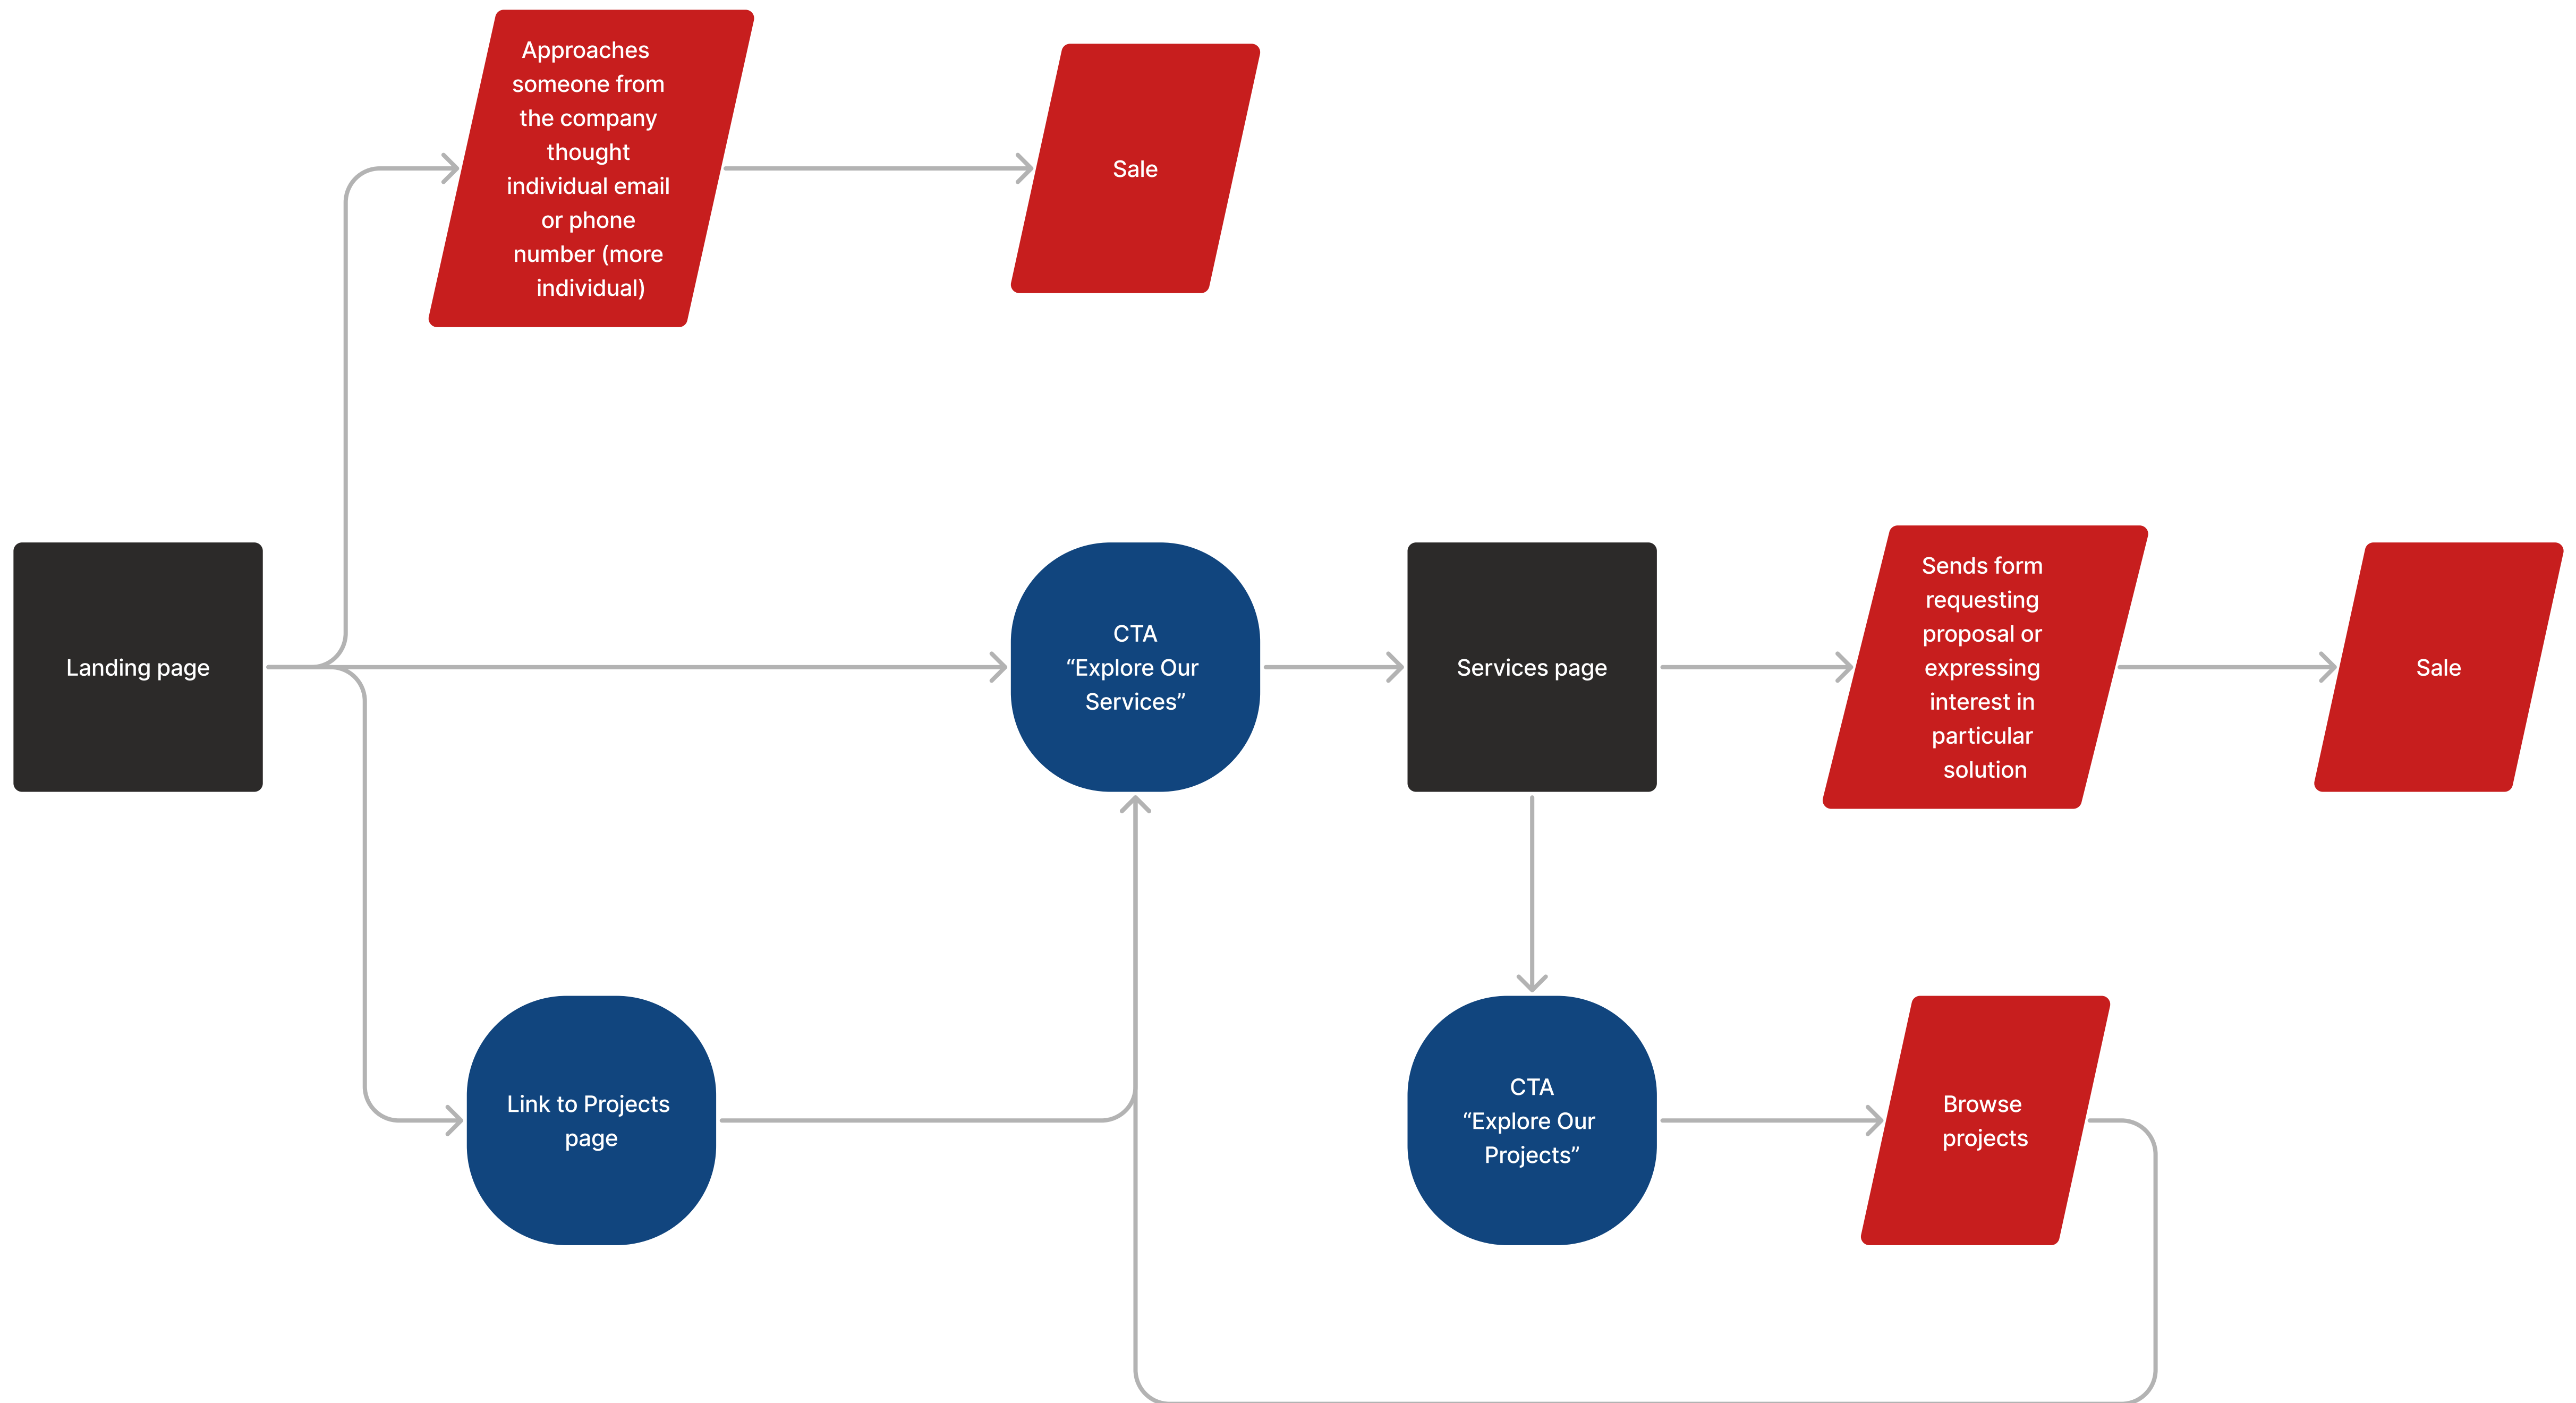 Approaches
someone from
the company
thought
individual email
or phone
number (more
individual)
Sale
Landing page
CTA
“Explore Our
Services”
Services page
Sends form
requesting
proposal or
expressing
interest in
particular
solution
Sale
Link to Projects
page
CTA
“Explore Our
Projects”
Browse
projects